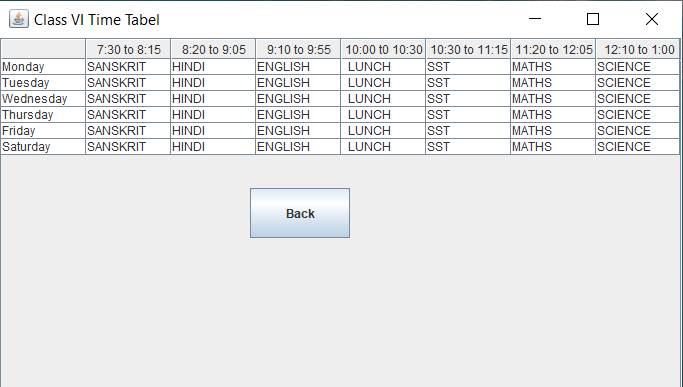 Class VI Time Tabel
7:30 to 8:15 8:20 to 9:05 9:10 to 9:55 10:00 t0 10:30 10:30 to 11:15 11:20 to 12:05 12:10 to 1:00
Monday SANSKRIT HINDI ENGLISH LUNCH SST MATHS SCIENCE
Tuesday SANSKRIT HINDI ENGLISH LUNCH SST MATHS SCIENCE
Wednesday SANSKRIT HINDI ENGLISH LUNCH SST MATHS SCIENCE
Thursday SANSKRIT HINDI ENGLISH LUNCH SST MATHS SCIENCE
Friday SANSKRIT HINDI ENGLISH LUNCH SST MATHS SCIENCE
Saturday SANSKRIT HINDI ENGLISH LUNCH SST MATHS SCIENCE
Back